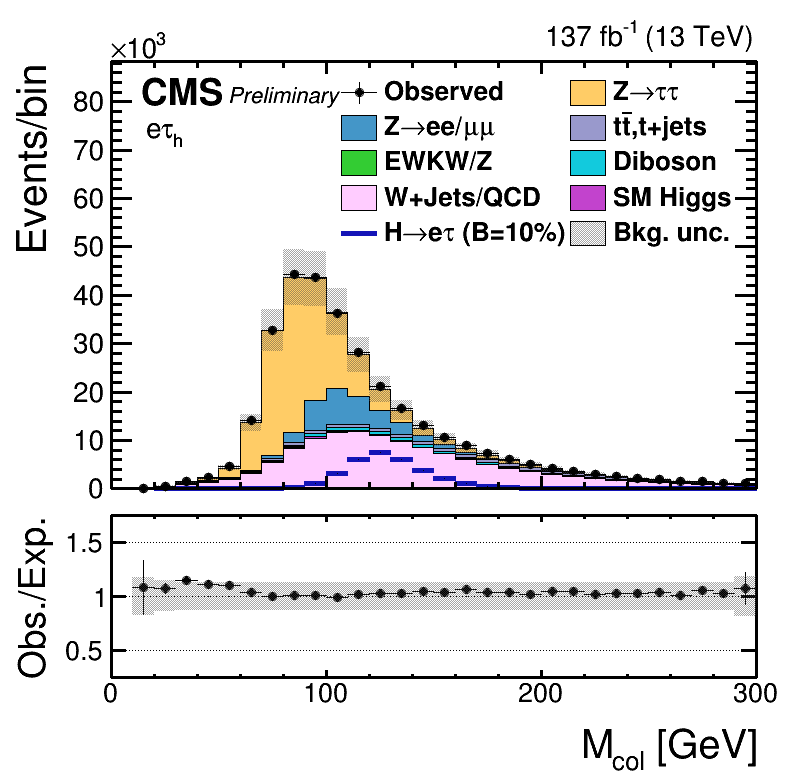 ×10³ 137 fb⁻¹ (13 TeV)
CMS Preliminary
eτₕ
Observed Z→ττ
Z→ee/μμ tt̄,t+jets
EWKW/Z Diboson
W+Jets/QCD SM Higgs
H→eτ (B=10%) Bkg. unc.
Events/bin
80
70
60
50
40
30
20
10
0
Obs./Exp.
1.5
1
0.5
0 100 200 300
M_col [GeV]